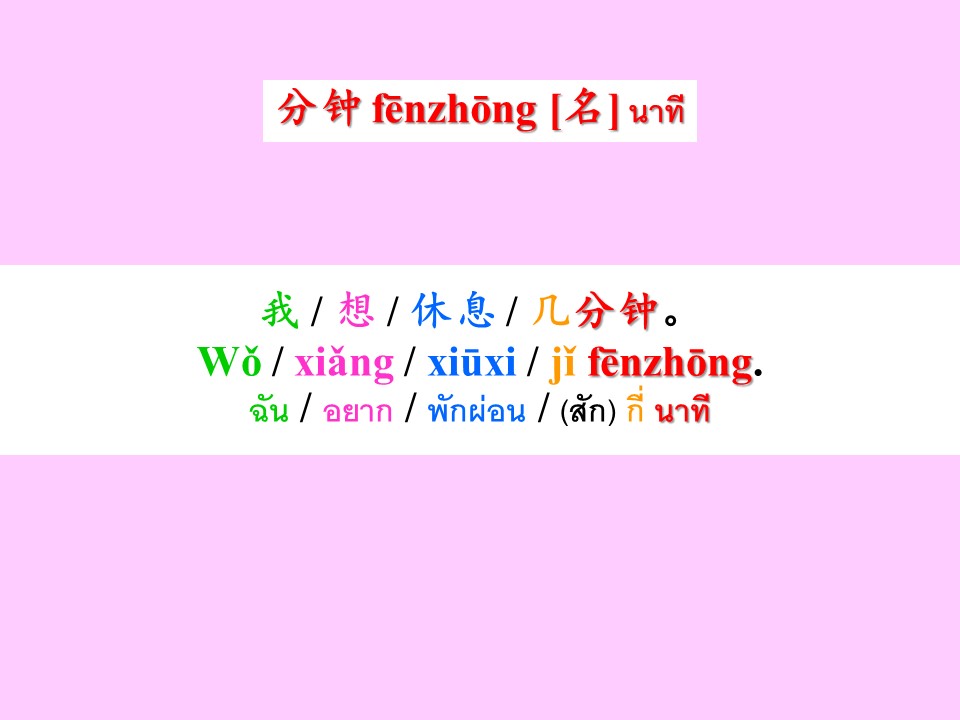 分钟 fēnzhōng [名] นาที
我 / 想 / 休息 / 几分钟。
Wǒ / xiǎng / xiūxi / jǐ fēnzhōng.
ฉัน / อยาก / พักผ่อน / (สัก) กี่ นาที